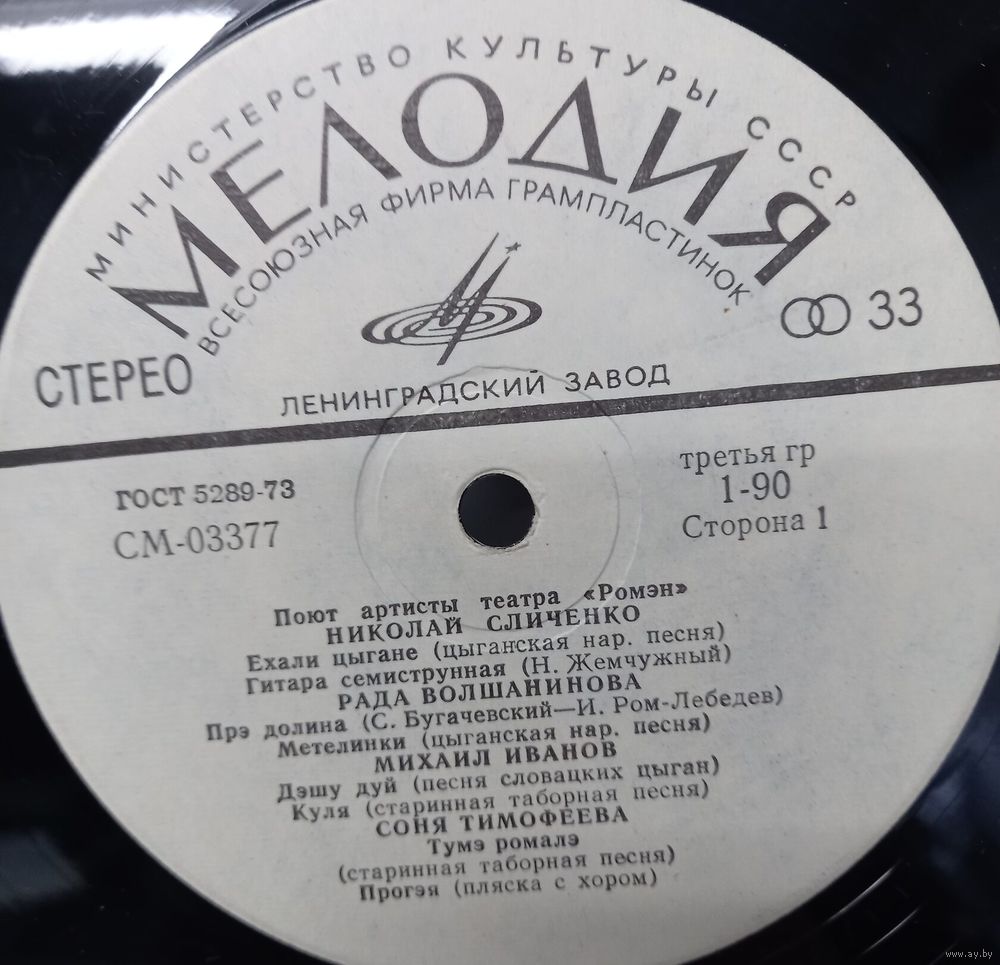 МИНИСТЕРСТВО КУЛЬТУРЫ СССР
МЕЛОДИЯ
ВСЕСОЮЗНАЯ ФИРМА ГРАМПЛАСТИНОК
СТЕРЕО
33
ЛЕНИНГРАДСКИЙ ЗАВОД
ГОСТ 5289-73
СМ-03377
третья гр
1-90
Сторона 1
Поют артисты театра «Ромэн»
НИКОЛАЙ СЛИЧЕНКО
Ехали цыгане (цыганская нар. песня)
Гитара семиструнная (Н. Жемчужный)
РАДА ВОЛШАНИНОВА
Прэ долина (С. Бугачевский—И. Ром-Лебедев)
Метелинки (цыганская нар. песня)
МИХАИЛ ИВАНОВ
Дэшу дуй (песня словацких цыган)
Куля (старинная таборная песня)
СОНЯ ТИМОФЕЕВА
Тумэ ромалэ
(старинная таборная песня)
Прогэя (пляска с хором)
www.ay.by